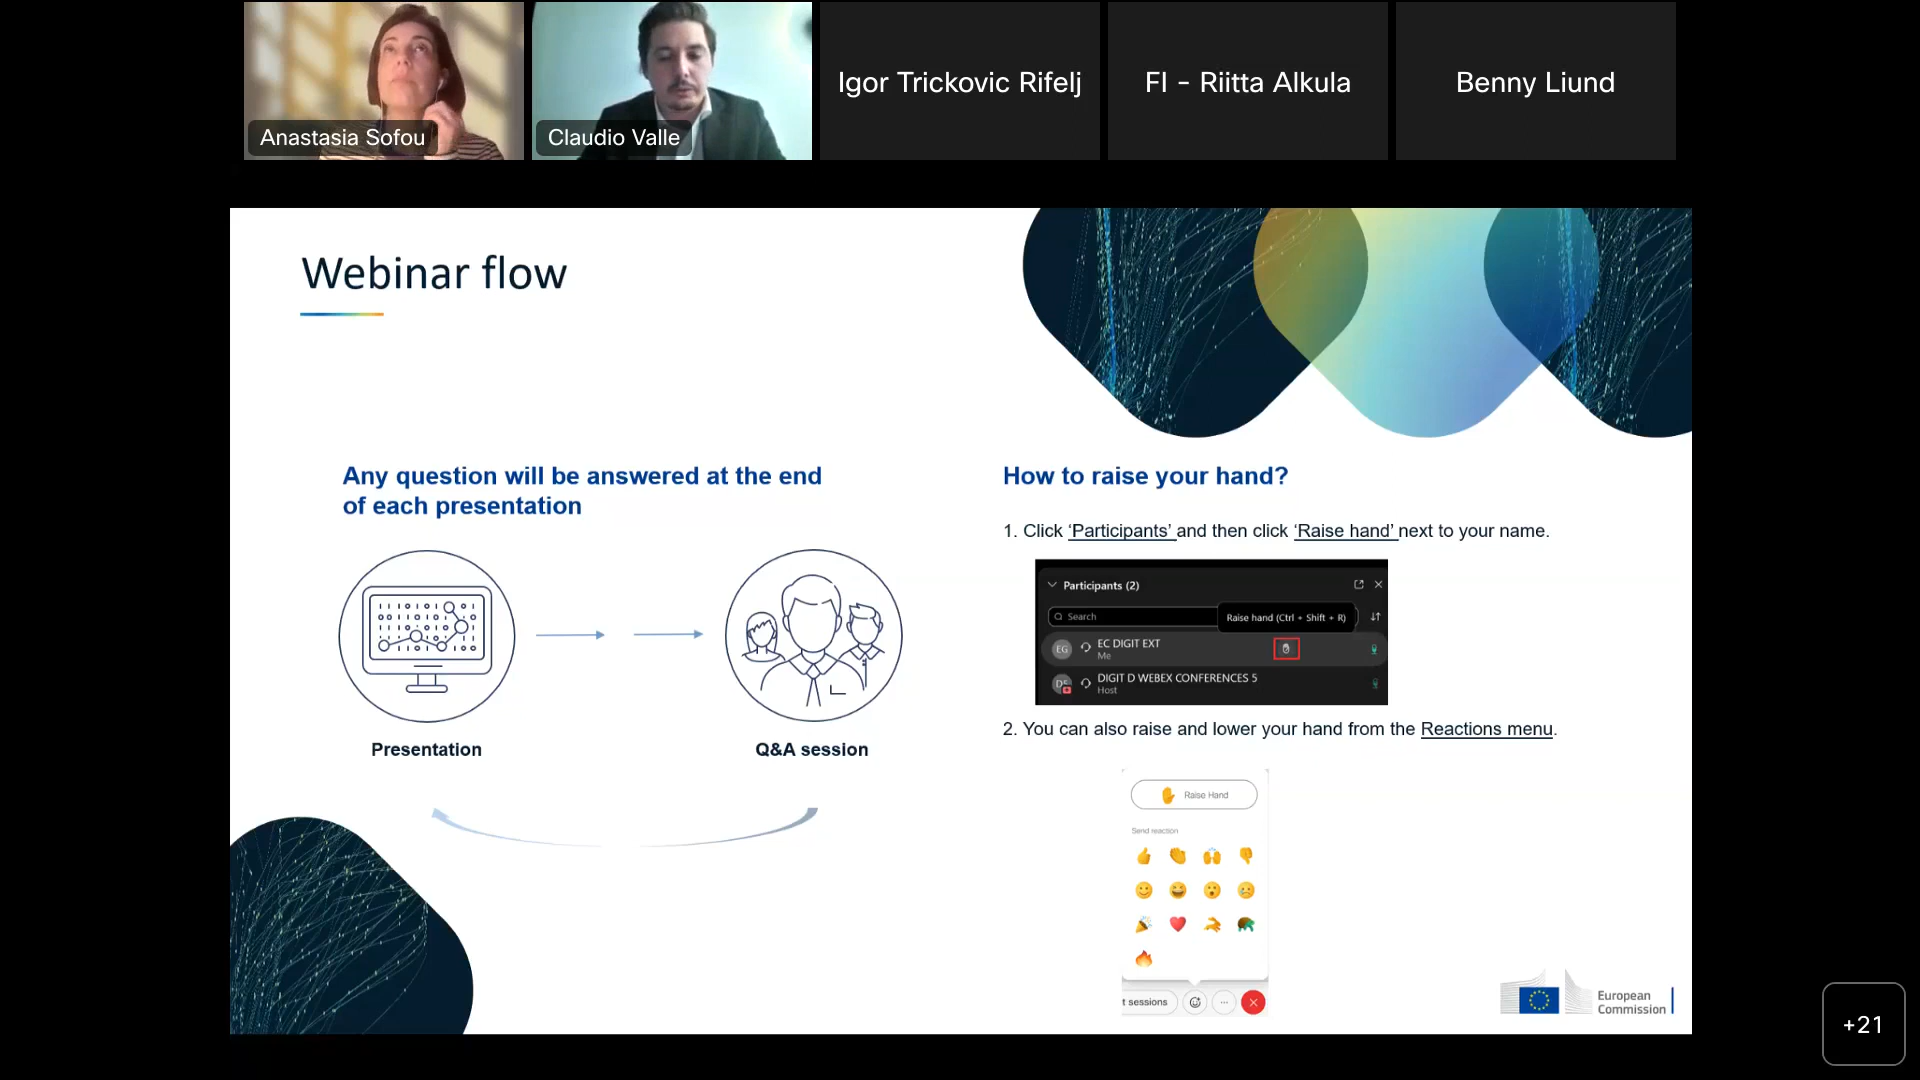 Anastasia Sofou
Claudio Valle
Igor Trickovic Rifelj
FI - Riitta Alkula
Benny Liund
Webinar flow
Any question will be answered at the end
of each presentation
Presentation
Q&A session
How to raise your hand?
1. Click ‘Participants’ and then click ‘Raise hand’ next to your name.
Participants (2)
Search
Raise hand (Ctrl + Shift + R)
EG
EC DIGIT EXT
Me
DIGIT D WEBEX CONFERENCES 5
Host
2. You can also raise and lower your hand from the Reactions menu.
Raise Hand
Send reaction
t sessions
European
Commission
+21